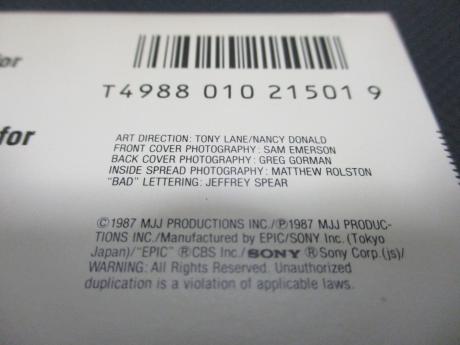 for
T4988 010 21501 9
for
ART DIRECTION: TONY LANE/NANCY DONALD
FRONT COVER PHOTOGRAPHY: SAM EMERSON
BACK COVER PHOTOGRAPHY: GREG GORMAN
INSIDE SPREAD PHOTOGRAPHY: MATTHEW ROLSTON
"BAD" LETTERING: JEFFREY SPEAR
©1987 MJJ PRODUCTIONS INC./Ⓟ1987 MJJ PRODUC-
TIONS INC./Manufactured by EPIC/SONY Inc. (Tokyo
Japan)/"EPIC" ®CBS Inc./SONY ®Sony Corp.(js)/
WARNING: All Rights Reserved. Unauthorized
duplication is a violation of applicable laws.